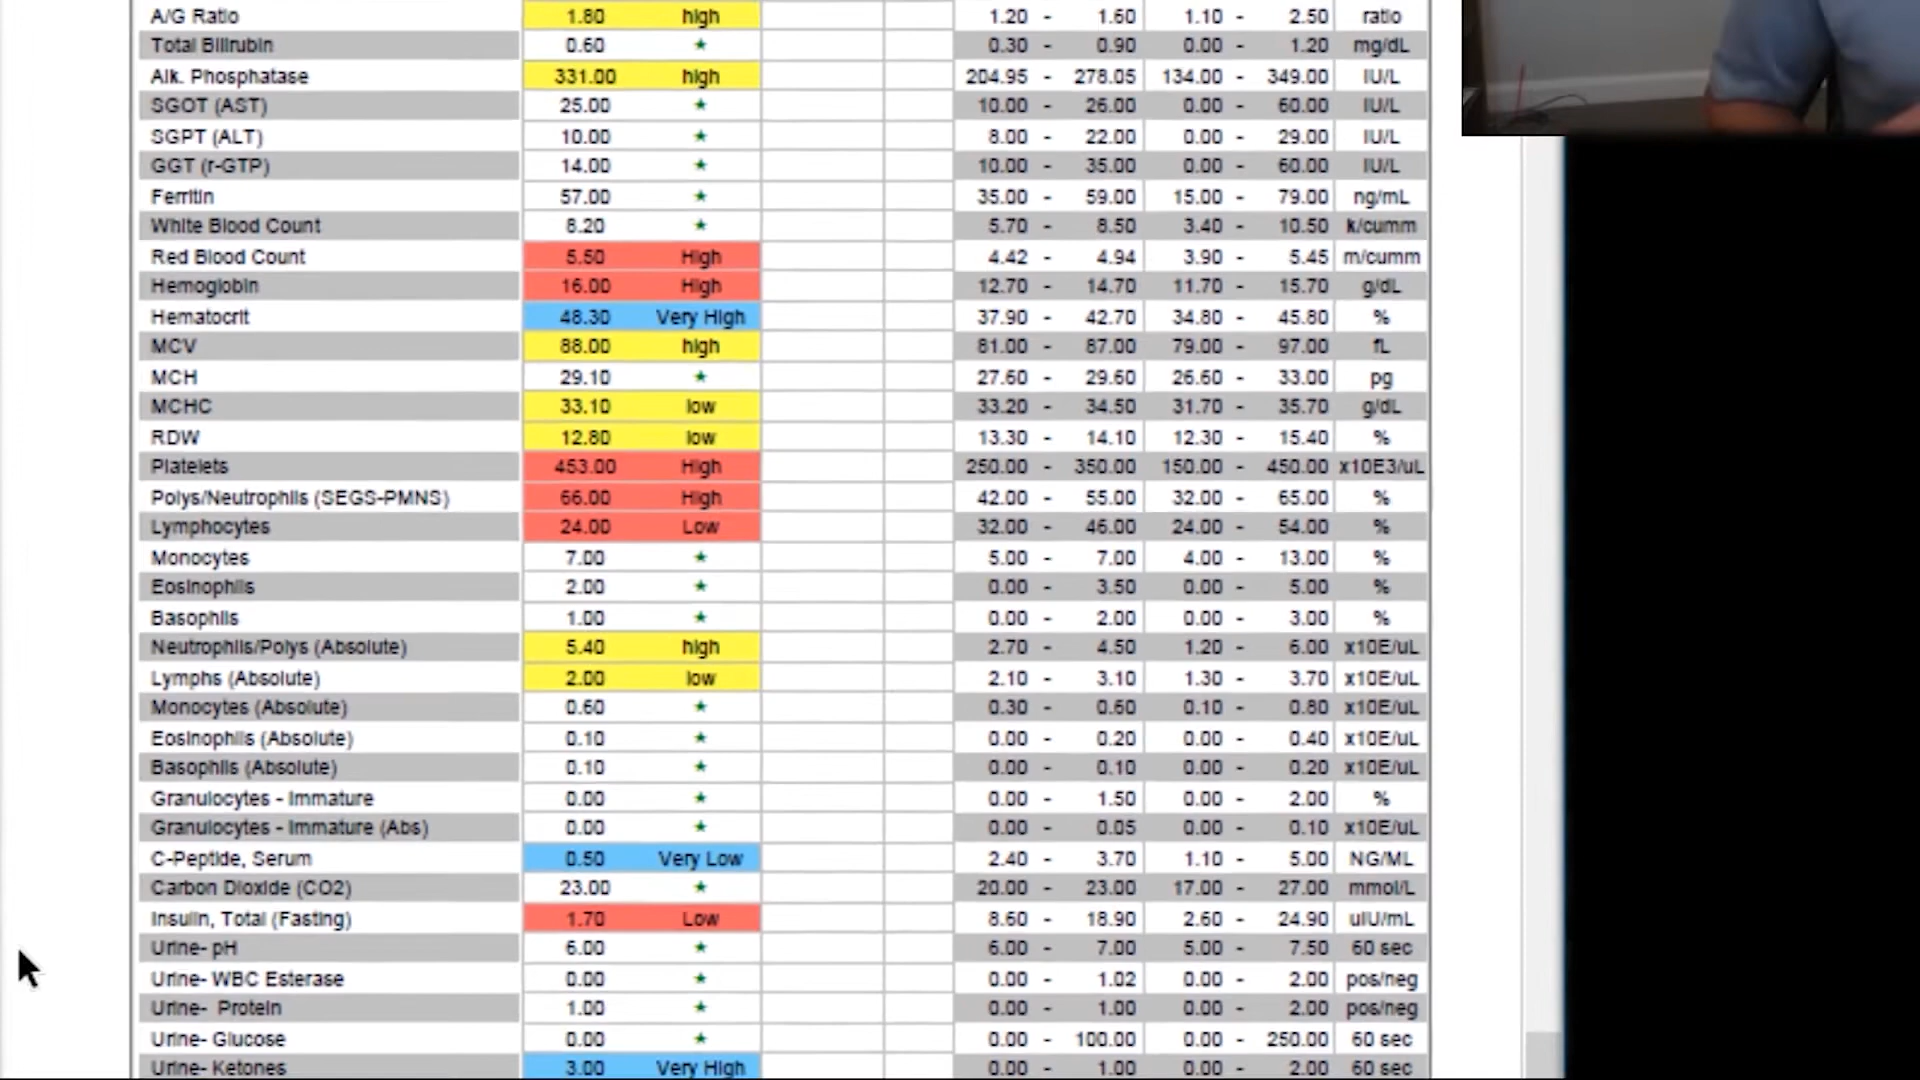 A/G Ratio 1.80 high 1.20 - 1.60 1.10 - 2.50 ratio
Total Bilirubin 0.60 ★ 0.30 - 0.90 0.00 - 1.20 mg/dL
Alk. Phosphatase 331.00 high 204.95 - 278.05 134.00 - 349.00 IU/L
SGOT (AST) 25.00 ★ 10.00 - 26.00 0.00 - 60.00 IU/L
SGPT (ALT) 10.00 ★ 8.00 - 22.00 0.00 - 29.00 IU/L
GGT (r-GTP) 14.00 ★ 10.00 - 35.00 0.00 - 60.00 IU/L
Ferritin 57.00 ★ 35.00 - 59.00 15.00 - 79.00 ng/mL
White Blood Count 8.20 ★ 5.70 - 8.50 3.40 - 10.50 k/cumm
Red Blood Count 5.50 High 4.42 - 4.94 3.90 - 5.45 m/cumm
Hemoglobin 16.00 High 12.70 - 14.70 11.70 - 15.70 g/dL
Hematocrit 48.30 Very High 37.90 - 42.70 34.80 - 45.80 %
MCV 88.00 high 81.00 - 87.00 79.00 - 97.00 fL
MCH 29.10 ★ 27.60 - 29.60 26.60 - 33.00 pg
MCHC 33.10 low 33.20 - 34.50 31.70 - 35.70 g/dL
RDW 12.80 low 13.30 - 14.10 12.30 - 15.40 %
Platelets 453.00 High 250.00 - 350.00 150.00 - 450.00 x10E3/uL
Polys/Neutrophils (SEGS-PMNS) 66.00 High 42.00 - 55.00 32.00 - 65.00 %
Lymphocytes 24.00 Low 32.00 - 46.00 24.00 - 54.00 %
Monocytes 7.00 ★ 5.00 - 7.00 4.00 - 13.00 %
Eosinophils 2.00 ★ 0.00 - 3.50 0.00 - 5.00 %
Basophils 1.00 ★ 0.00 - 2.00 0.00 - 3.00 %
Neutrophils/Polys (Absolute) 5.40 high 2.70 - 4.50 1.20 - 6.00 x10E/uL
Lymphs (Absolute) 2.00 low 2.10 - 3.10 1.30 - 3.70 x10E/uL
Monocytes (Absolute) 0.60 ★ 0.30 - 0.60 0.10 - 0.80 x10E/uL
Eosinophils (Absolute) 0.10 ★ 0.00 - 0.20 0.00 - 0.40 x10E/uL
Basophils (Absolute) 0.10 ★ 0.00 - 0.10 0.00 - 0.20 x10E/uL
Granulocytes - Immature 0.00 ★ 0.00 - 1.50 0.00 - 2.00 %
Granulocytes - Immature (Abs) 0.00 ★ 0.00 - 0.05 0.00 - 0.10 x10E/uL
C-Peptide, Serum 0.50 Very Low 2.40 - 3.70 1.10 - 5.00 NG/ML
Carbon Dioxide (CO2) 23.00 ★ 20.00 - 23.00 17.00 - 27.00 mmol/L
Insulin, Total (Fasting) 1.70 Low 8.60 - 18.90 2.60 - 24.90 uIU/mL
Urine- pH 6.00 ★ 6.00 - 7.00 5.00 - 7.50 60 sec
Urine- WBC Esterase 0.00 ★ 0.00 - 1.02 0.00 - 2.00 pos/neg
Urine- Protein 1.00 ★ 0.00 - 1.00 0.00 - 2.00 pos/neg
Urine- Glucose 0.00 ★ 0.00 - 100.00 0.00 - 250.00 60 sec
Urine- Ketones 3.00 Very High 0.00 - 1.00 0.00 - 2.00 60 sec